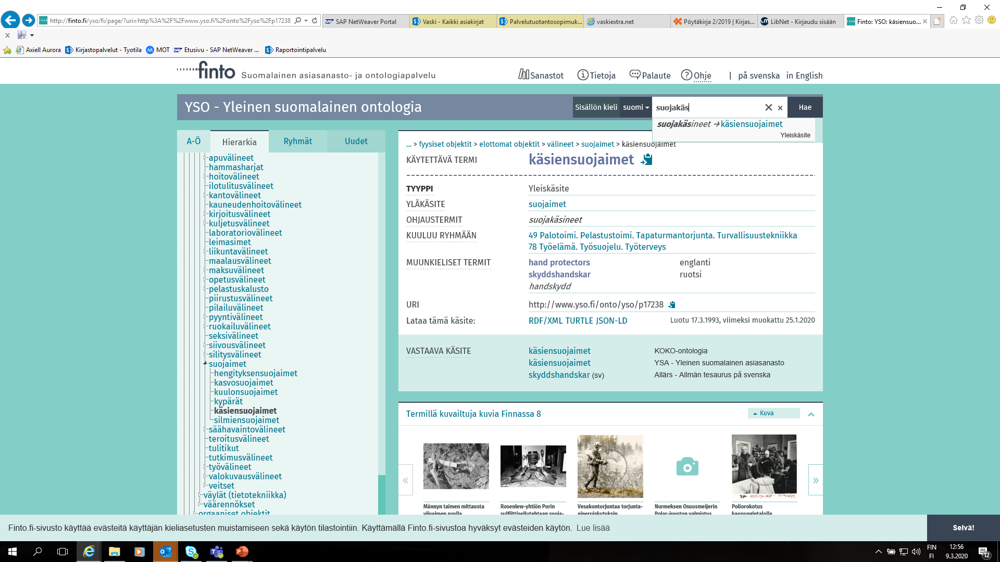 http://finto.fi/yso/fi/page/?uri=http%3A%2F%2Fwww.yso.fi%2Fonto%2Fyso%2Fp17238
SAP NetWeaver Portal
Vaski - Kaikki asiakirjat
Palvelutuotantosopimuk...
vaskiextra.net
Pöytäkirja 2/2019 | Kirjas...
LibNet - Kirjaudu sisään
Finto: YSO: käsiensuo...
Axiell Aurora
Kirjastopalvelut - Tyotila
MOT
Etusivu - SAP NetWeaver ...
Raportointipalvelu
finto Suomalainen asiasanasto- ja ontologiapalvelu
Sanastot
Tietoja
Palaute
Ohje
| på svenska in English
YSO - Yleinen suomalainen ontologia
Sisällön kieli suomi
suojakäs
Hae
suojakäsineet → käsiensuojaimet
Yleiskäsite
A-Ö
Hierarkia
Ryhmät
Uudet
apuvälineet
hammasharjat
hoitovälineet
ilotulitusvälineet
kantovälineet
kauneudenhoitovälineet
kirjoitusvälineet
kuljetusvälineet
laboratoriovälineet
leimasimet
liikuntavälineet
maalausvälineet
maksuvälineet
opetusvälineet
pelastuskalusto
piirustusvälineet
pilailuvälineet
pyyntivälineet
ruokailuvälineet
seksivälineet
siivousvälineet
silitysvälineet
suojaimet
hengityksensuojaimet
kasvosuojaimet
kuulonsuojaimet
kypärät
käsiensuojaimet
silmiensuojaimet
säähavaintovälineet
teroitusvälineet
tulitikut
tutkimusvälineet
työvälineet
valokuvausvälineet
veitset
väylät (tietotekniikka)
väärennökset
orgaaniset objektit
... > fyysiset objektit > elottomat objektit > välineet > suojaimet > käsiensuojaimet
KÄYTETTÄVÄ TERMI käsiensuojaimet
TYYPPI Yleiskäsite
YLÄKÄSITE suojaimet
OHJAUSTERMIT suojakäsineet
KUULUU RYHMÄÄN 49 Palotoimi. Pelastustoimi. Tapaturmantorjunta. Turvallisuustekniikka
78 Työelämä. Työsuojelu. Työterveys
MUUNKIELISET TERMIT hand protectors englanti
skyddshandskar ruotsi
handskydd
URI http://www.yso.fi/onto/yso/p17238
Lataa tämä käsite: RDF/XML TURTLE JSON-LD Luotu 17.3.1993, viimeksi muokattu 25.1.2020
VASTAAVA KÄSITE käsiensuojaimet KOKO-ontologia
käsiensuojaimet YSA - Yleinen suomalainen asiasanasto
skyddshandskar (sv) Allärs - Allmän tesaurus på svenska
Termillä kuvailtuja kuvia Finnassa 8
Kuva
«
»
Männyn taimen mittausta
viivaimen avulla
Rosenlew-yhtiön Porin
sulfiittisellutehtaan suoja-
Vesakontorjuntaa torjunta-
aineruiskutuksin
Nurmeksen Osuusmeijerin
Polar-juuston valmistus
Poliorokotus
kaupungintalolla
Finto.fi-sivusto käyttää evästeitä käyttäjän kieliasetusten muistamiseen sekä käytön tilastointiin. Käyttämällä Finto.fi-sivustoa hyväksyt evästeiden käytön. Lue lisää
Selvä!
FIN
FI
12:56
9.3.2020
12